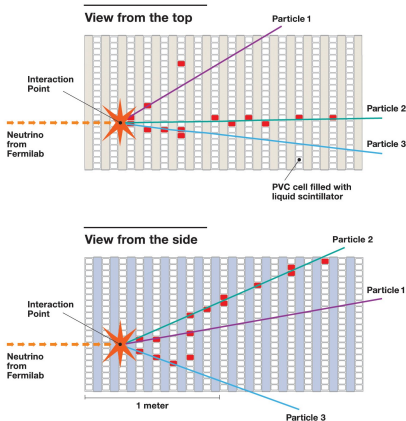 View from the top
Particle 1
Interaction
Point
Particle 2
Neutrino
from
Fermilab
Particle 3
PVC cell filled with
liquid scintillator
View from the side
Particle 2
Particle 1
Interaction
Point
Neutrino
from
Fermilab
1 meter
Particle 3